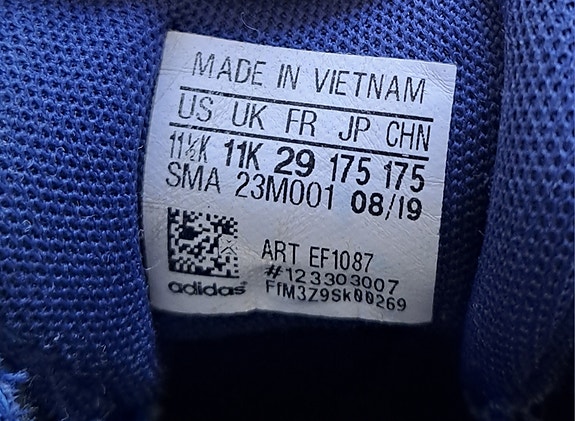 MADE IN VIETNAM
US UK FR JP CHN
11½K 11K 29 175 175
SMA 23M001 08/19
ART EF1087
#123303007
adidas FfM3Z9Sk00269